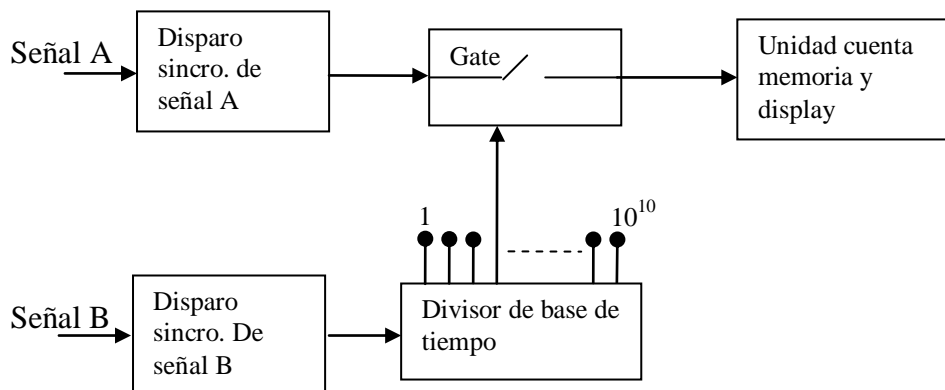 Señal A
Disparo
sincro. de
señal A
Gate
Unidad cuenta
memoria y
display
1
10^10
Señal B
Disparo
sincro. De
señal B
Divisor de base de
tiempo